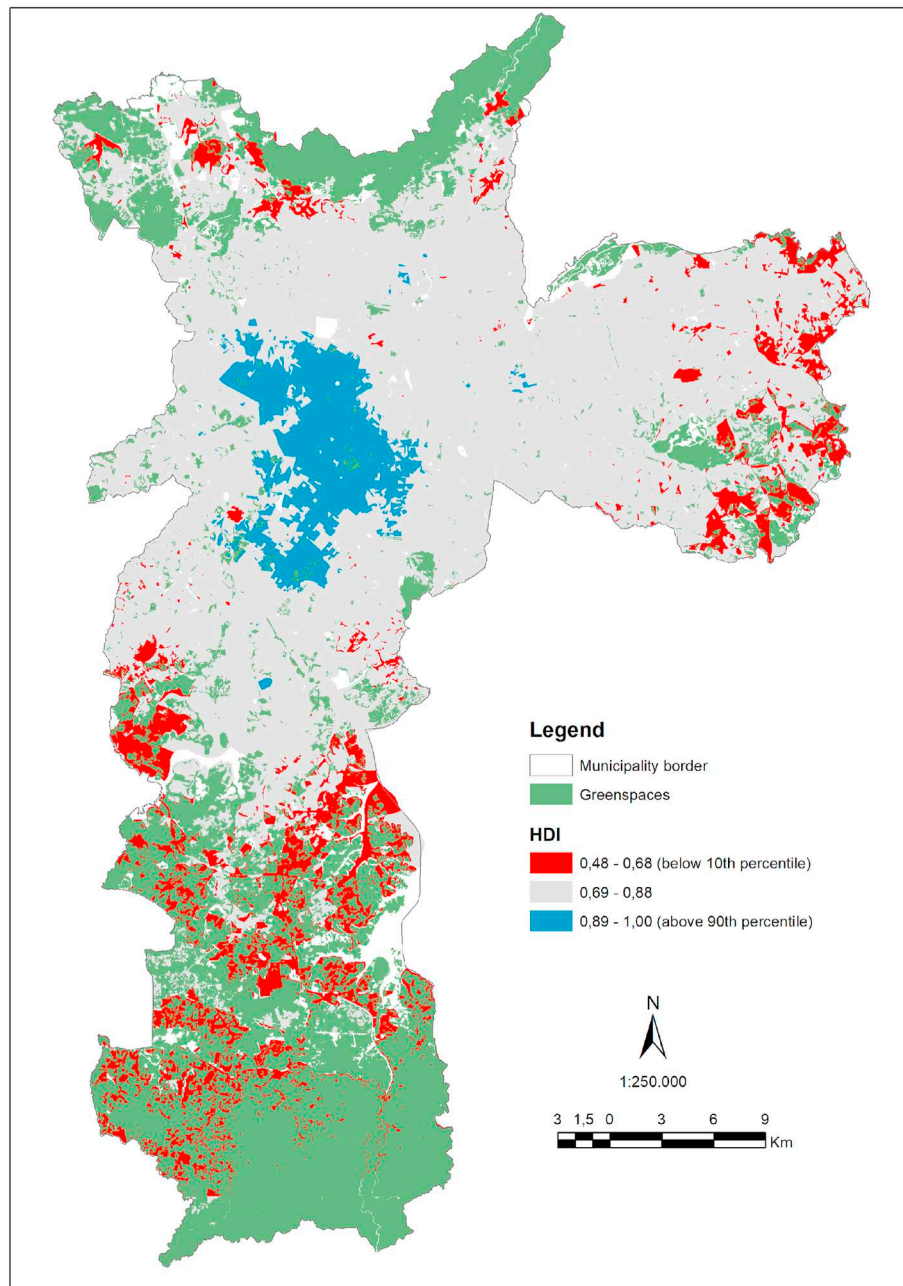 Legend
Municipality border
Greenspaces
HDI
0,48 - 0,68 (below 10th percentile)
0,69 - 0,88
0,89 - 1,00 (above 90th percentile)
N
1:250.000
3 1,5 0 3 6 9
Km